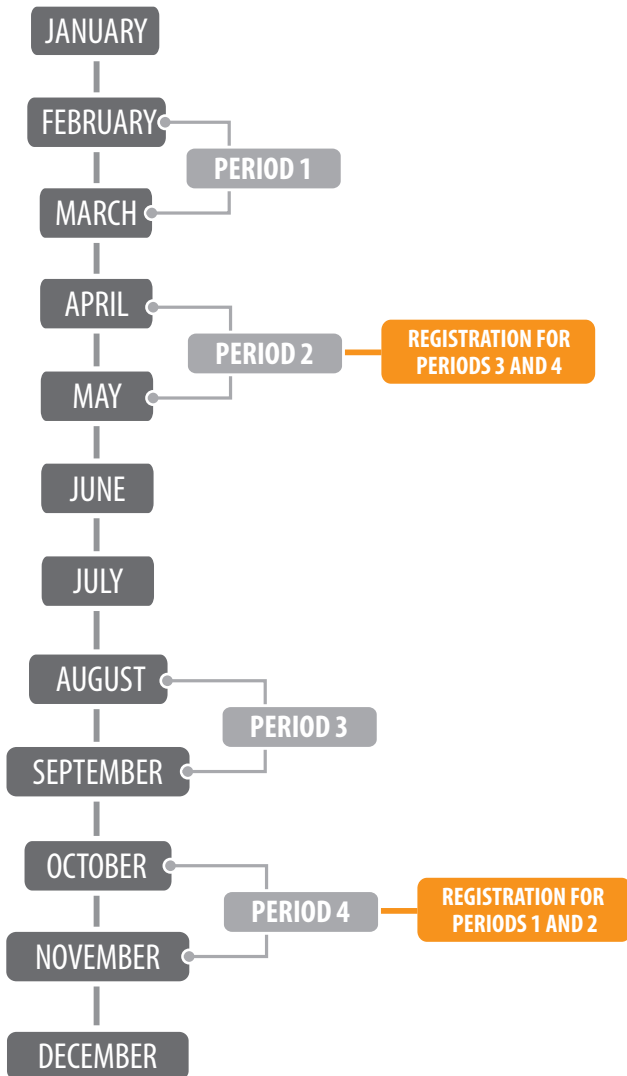 JANUARY
FEBRUARY
PERIOD 1
MARCH
APRIL
PERIOD 2
REGISTRATION FOR
PERIODS 3 AND 4
MAY
JUNE
JULY
AUGUST
PERIOD 3
SEPTEMBER
OCTOBER
PERIOD 4
REGISTRATION FOR
PERIODS 1 AND 2
NOVEMBER
DECEMBER